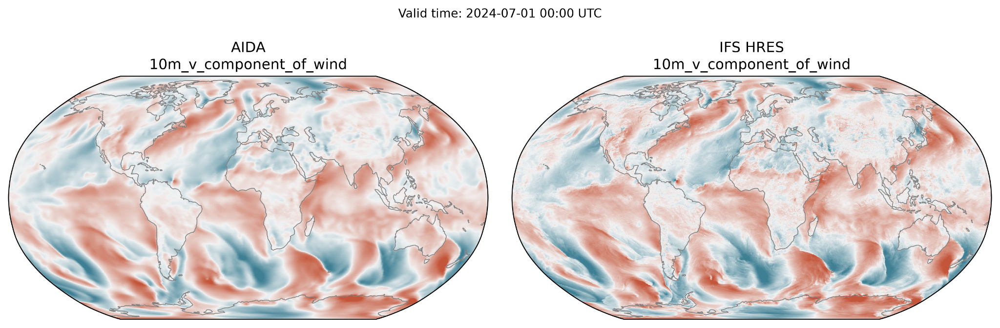 Valid time: 2024-07-01 00:00 UTC
AIDA
10m_v_component_of_wind
IFS HRES
10m_v_component_of_wind